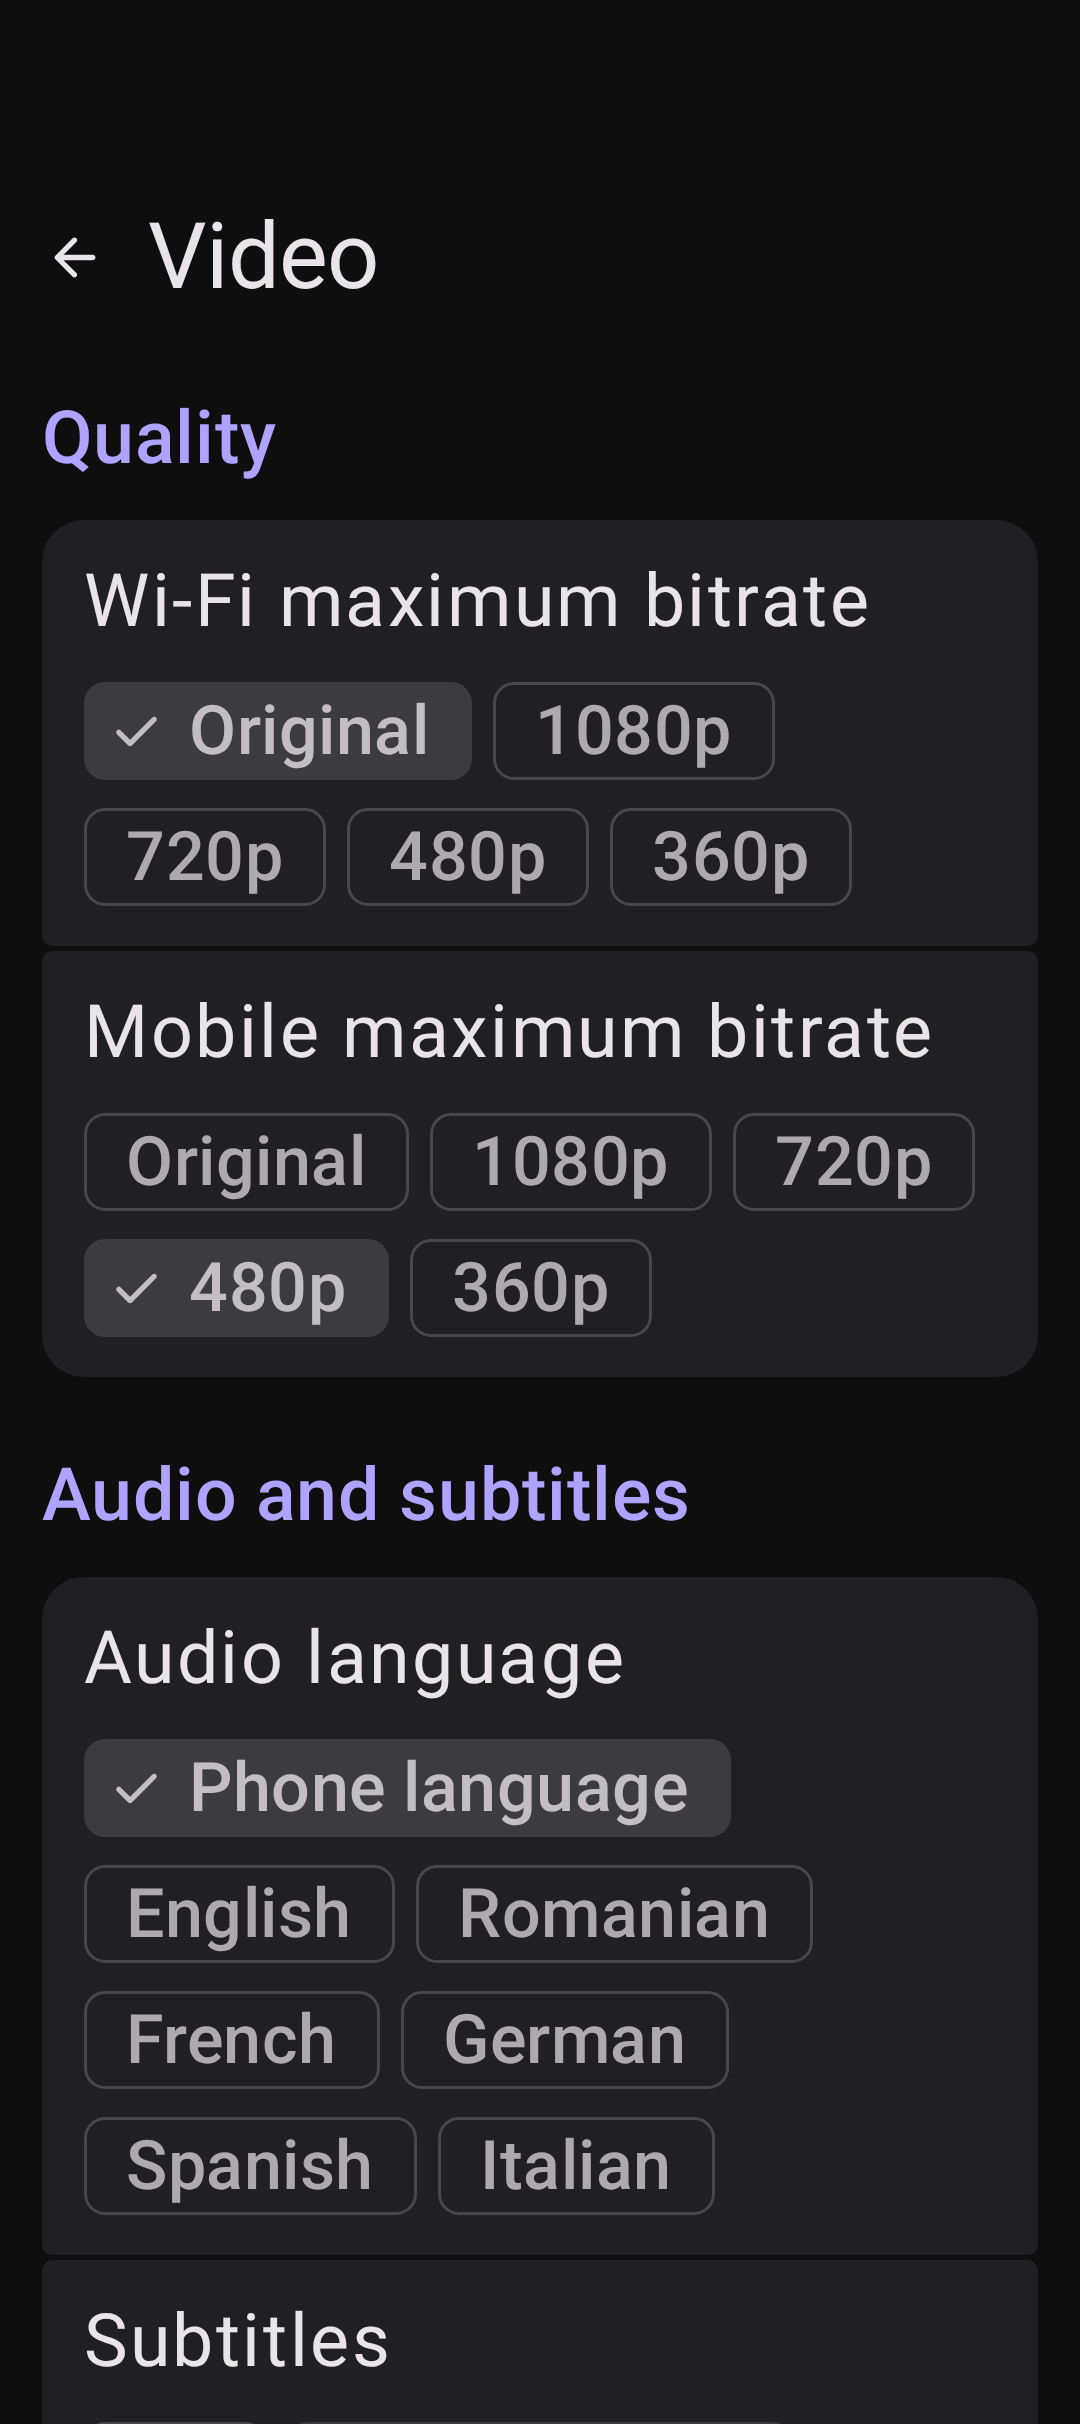 Video
Quality
Wi-Fi maximum bitrate
Original 1080p
720p 480p 360p
Mobile maximum bitrate
Original 1080p 720p
480p 360p
Audio and subtitles
Audio language
Phone language
English Romanian
French German
Spanish Italian
Subtitles